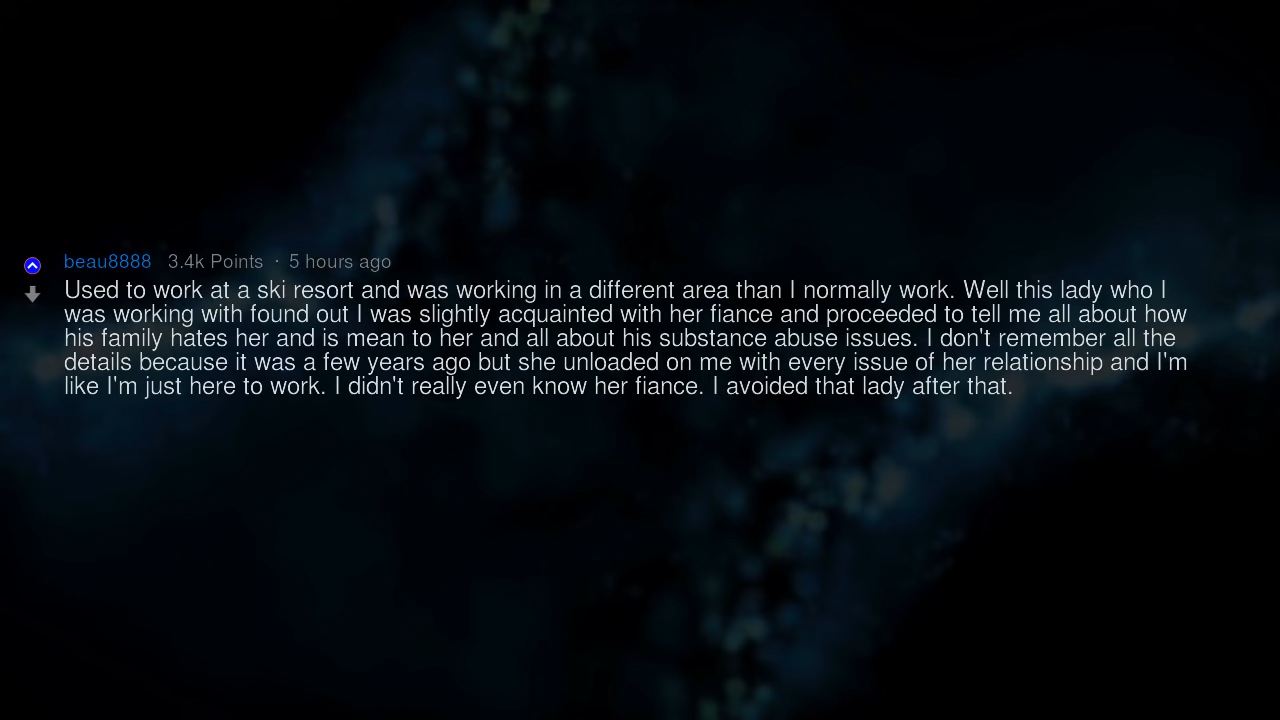 beau8888 3.4k Points · 5 hours ago
Used to work at a ski resort and was working in a different area than I normally work. Well this lady who I
was working with found out I was slightly acquainted with her fiance and proceeded to tell me all about how
his family hates her and is mean to her and all about his substance abuse issues. I don't remember all the
details because it was a few years ago but she unloaded on me with every issue of her relationship and I'm
like I'm just here to work. I didn't really even know her fiance. I avoided that lady after that.